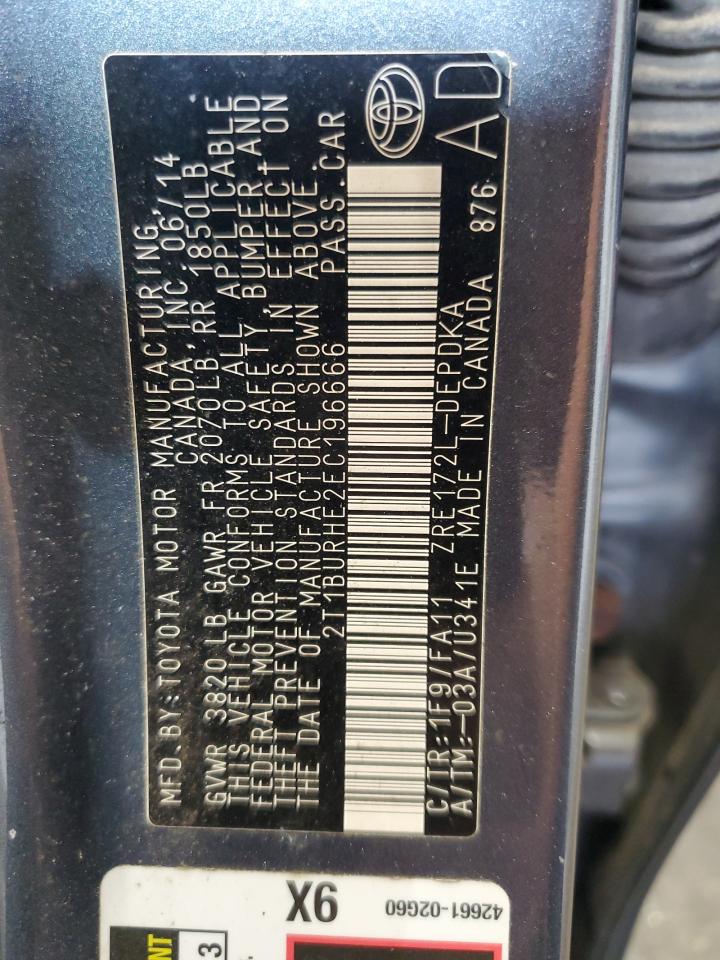 MFD.BY:TOYOTA MOTOR MANUFACTURING,
CANADA,INC 06/14
GVWR 3820LB GAWR FR 2070LB,RR 1850LB
THIS VEHICLE CONFORMS TO ALL APPLICABLE
FEDERAL MOTOR VEHICLE SAFETY,BUMPER,AND
THEFT PREVENTION STANDARDS IN EFFECT ON
THE DATE OF MANUFACTURE SHOWN ABOVE.
2T1BURHE2EC196666 PASS.CAR
C/TR:1F9/FA11 ZRE172L-DEPDKA
A/TM:-03A/U341E MADE IN CANADA 876
AD
9X
42661-02G60
NT
3